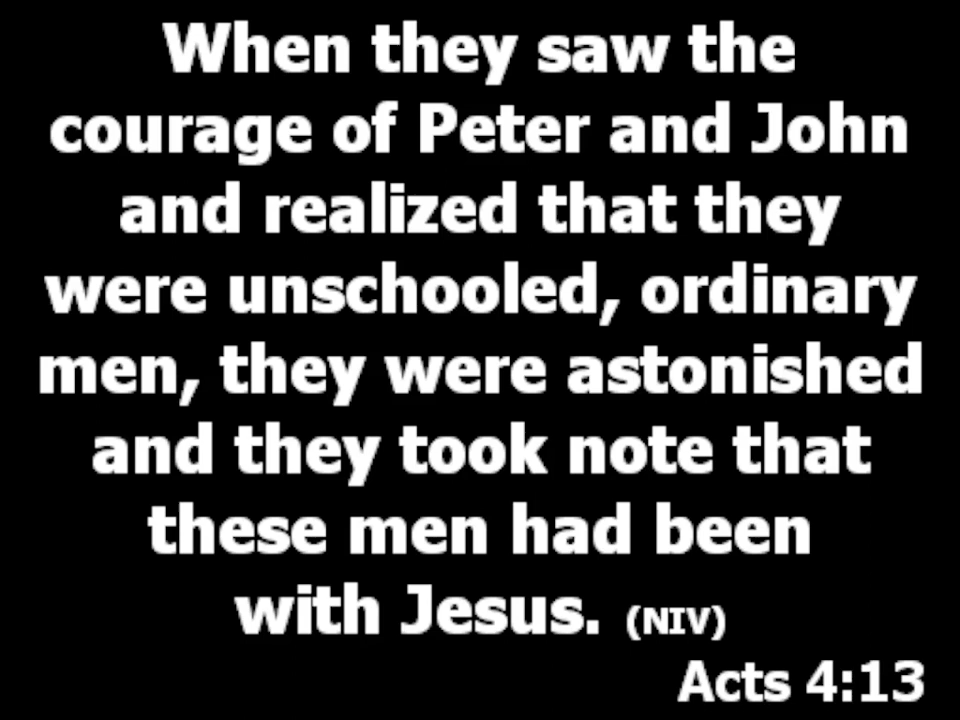 When they saw the
courage of Peter and John
and realized that they
were unschooled, ordinary
men, they were astonished
and they took note that
these men had been
with Jesus. (NIV)
Acts 4:13